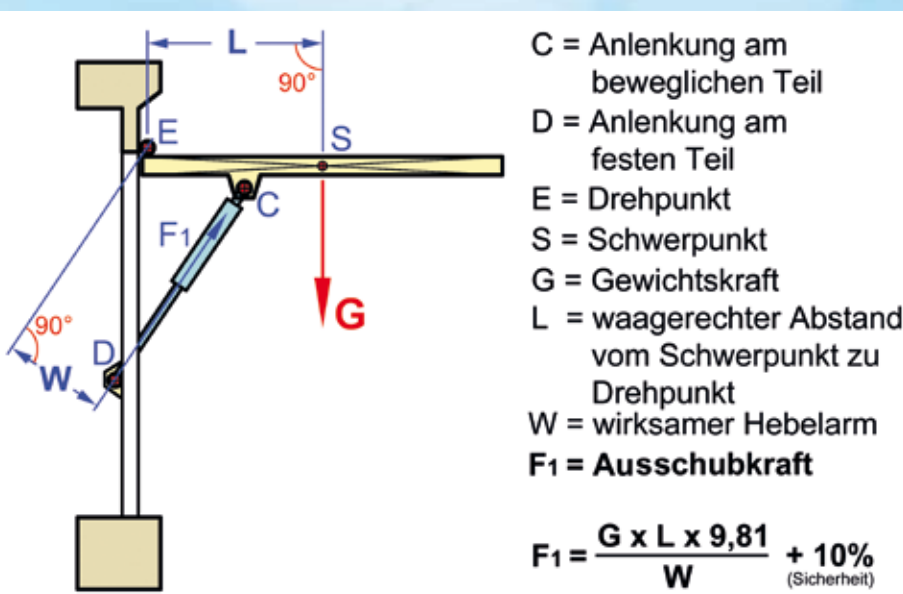 L
90°
E
S
C
F1
G
90°
D
W
C = Anlenkung am
beweglichen Teil
D = Anlenkung am
festen Teil
E = Drehpunkt
S = Schwerpunkt
G = Gewichtskraft
L = waagerechter Abstand
vom Schwerpunkt zu
Drehpunkt
W = wirksamer Hebelarm
F1 = Ausschubkraft
F1 = G x L x 9,81 / W + 10%
(Sicherheit)